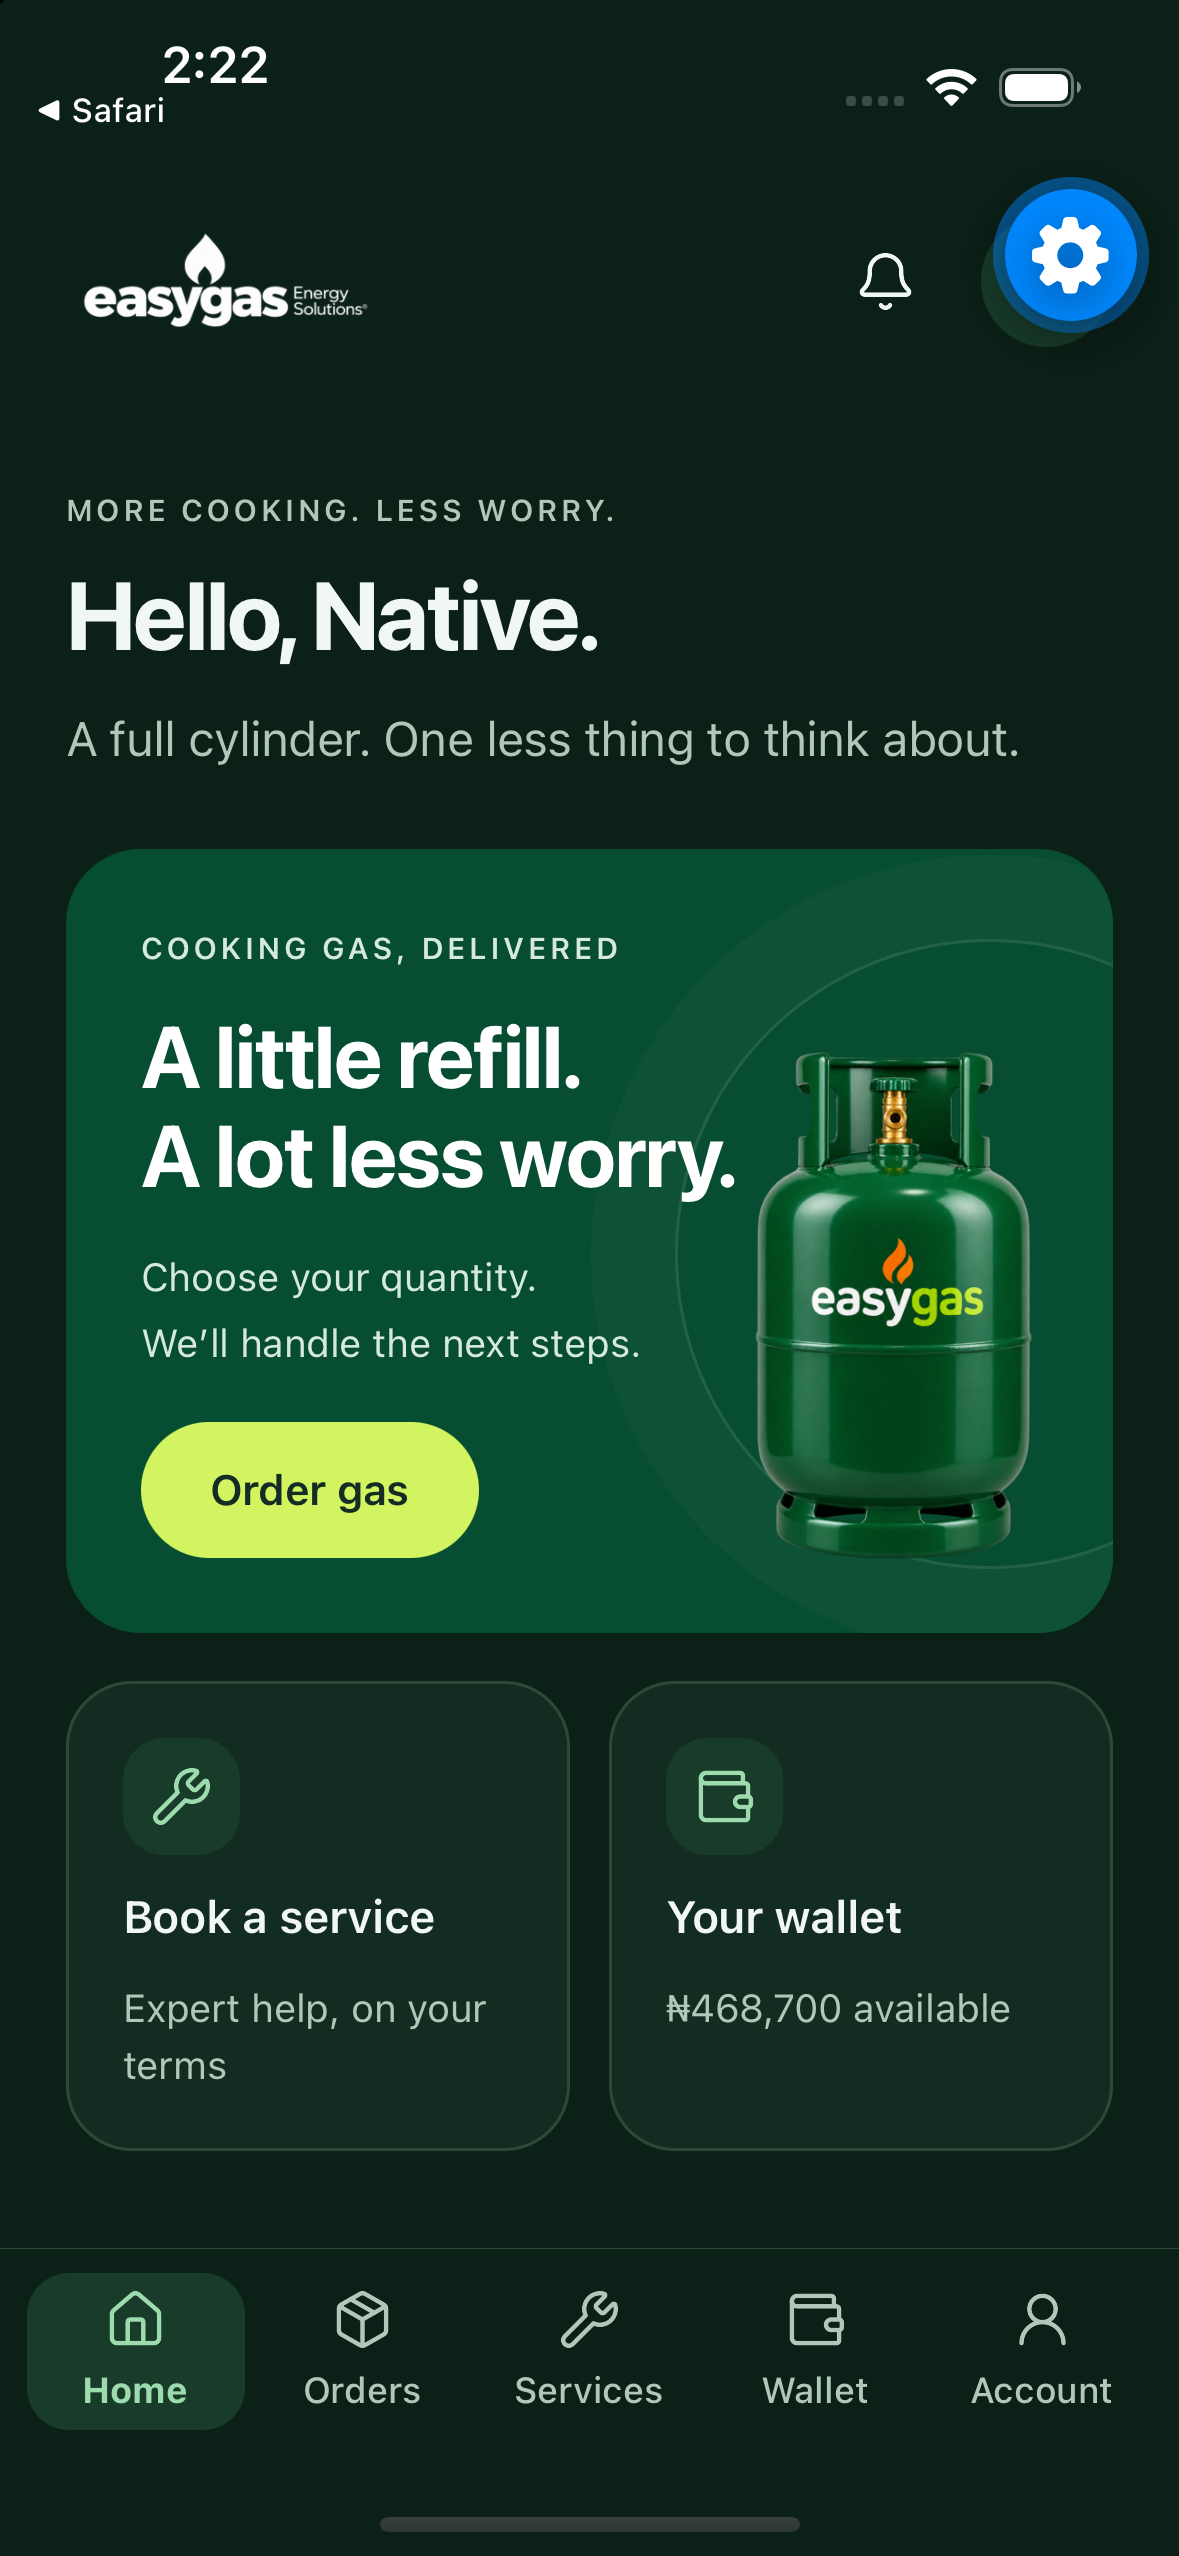 2:22
Safari
easygas Energy
Solutions®
MORE COOKING. LESS WORRY.
Hello, Native.
A full cylinder. One less thing to think about.
COOKING GAS, DELIVERED
A little refill.
A lot less worry.
Choose your quantity.
We’ll handle the next steps.
easygas
Order gas
Book a service
Expert help, on your
terms
Your wallet
₦468,700 available
Home
Orders
Services
Wallet
Account